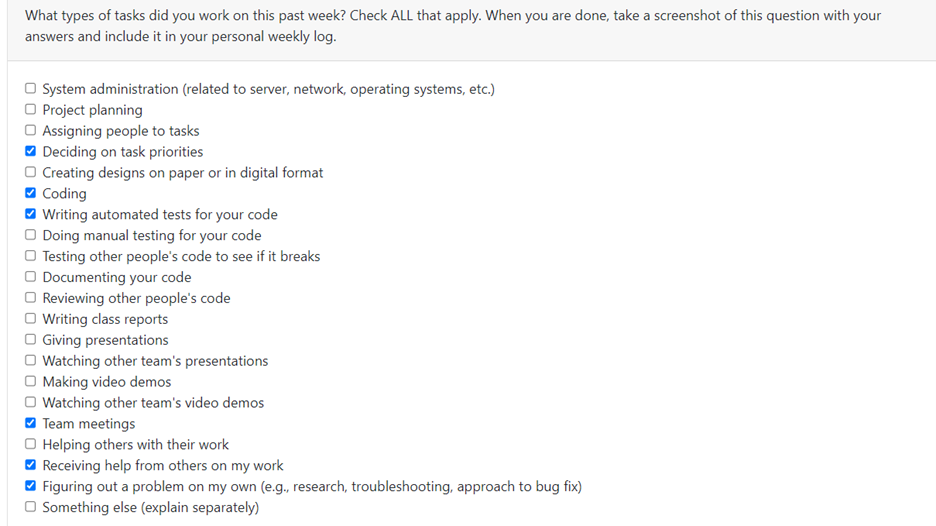 What types of tasks did you work on this past week? Check ALL that apply. When you are done, take a screenshot of this question with your
answers and include it in your personal weekly log.
System administration (related to server, network, operating systems, etc.)
Project planning
Assigning people to tasks
Deciding on task priorities
Creating designs on paper or in digital format
Coding
Writing automated tests for your code
Doing manual testing for your code
Testing other people's code to see if it breaks
Documenting your code
Reviewing other people's code
Writing class reports
Giving presentations
Watching other team's presentations
Making video demos
Watching other team's video demos
Team meetings
Helping others with their work
Receiving help from others on my work
Figuring out a problem on my own (e.g., research, troubleshooting, approach to bug fix)
Something else (explain separately)